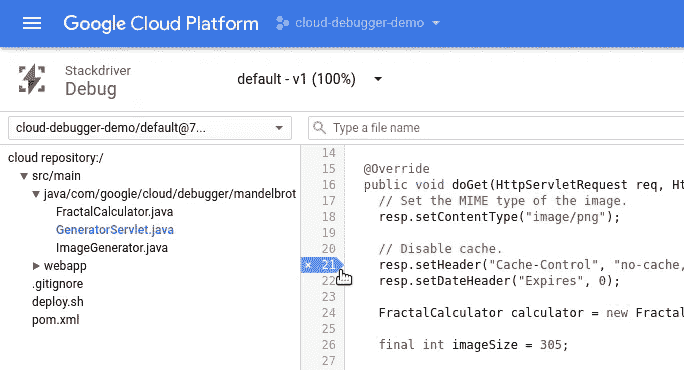 Google Cloud Platform cloud-debugger-demo
Stackdriver
Debug
default - v1 (100%)
cloud-debugger-demo/default@7...
Type a file name
cloud repository:/
src/main
java/com/google/cloud/debugger/mandelbrot
FractalCalculator.java
GeneratorServlet.java
ImageGenerator.java
webapp
.gitignore
deploy.sh
pom.xml
14
15 @Override
16 public void doGet(HttpServletRequest req, Ht
17 // Set the MIME type of the image.
18 resp.setContentType("image/png");
19
20 // Disable cache.
21 resp.setHeader("Cache-Control", "no-cache,
22 resp.setDateHeader("Expires", 0);
23
24 FractalCalculator calculator = new Fractal
25
26 final int imageSize = 305;
27